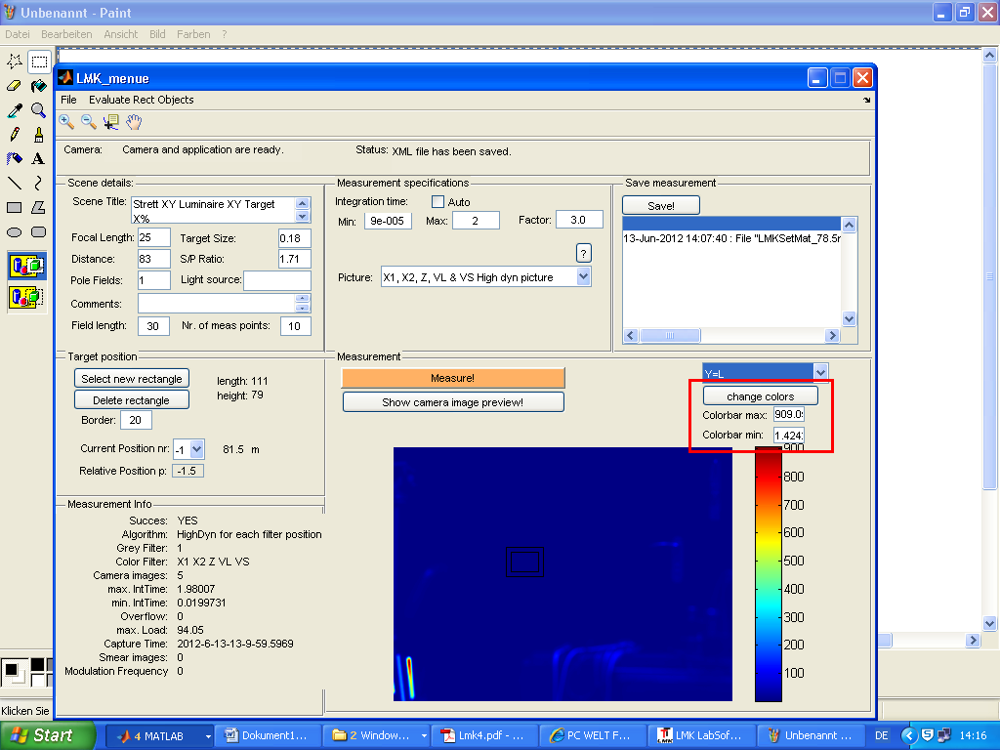 Unbenannt - Paint
Datei Bearbeiten Ansicht Bild Farben ?
LMK_menue
File Evaluate Rect Objects
Camera: Camera and application are ready. Status: XML file has been saved.
Scene details:
Scene Title: Strett XY Luminaire XY Target
X%
Focal Length: 25 Target Size: 0.18
Distance: 83 S/P Ratio: 1.71
Pole Fields: 1 Light source:
Comments:
Field length: 30 Nr. of meas points: 10
Measurement specifications
Integration time: Auto
Min: 9e-005 Max: 2 Factor: 3.0
?
Picture: X1, X2, Z, VL & VS High dyn picture
Save measurement
Save!
13-Jun-2012 14:07:40 : File "LMKSetMat_78.5r
Target position
Select new rectangle
Delete rectangle
length: 111
height: 79
Border: 20
Current Position nr: -1 81.5 m
Relative Position p: -1.5
Measurement
Measure!
Show camera image preview!
Y=L
change colors
Colorbar max: 909.0
Colorbar min: 1.424
900
800
700
600
500
400
300
200
100
Measurement Info
Succes: YES
Algorithm: HighDyn for each filter position
Grey Filter: 1
Color Filter: X1 X2 Z VL VS
Camera images: 5
max. IntTime: 1.98007
min. IntTime: 0.0199731
Overflow: 0
max. Load: 94.05
Capture Time: 2012-6-13-13-9-59.5969
Smear images: 0
Modulation Frequency 0
Klicken Sie
Start 4 MATLAB Dokument1... 2 Window... Lmk4.pdf - ... PC WELT F... LMK LabSof... Unbenannt ... DE 14:16